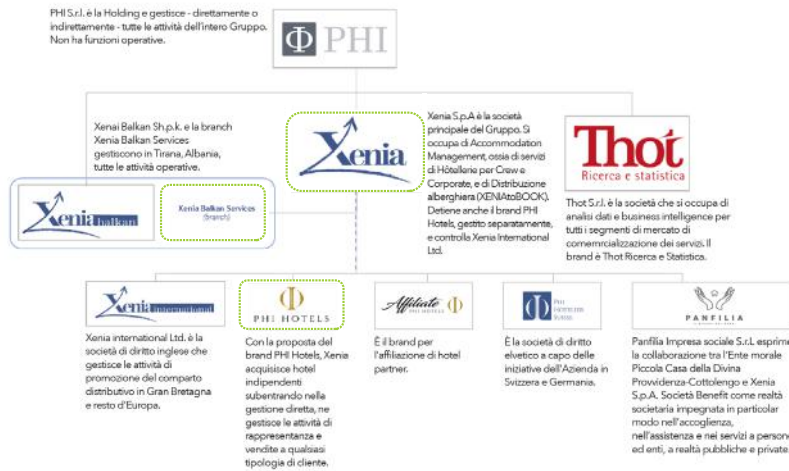 PHI S.r.l. è la Holding e gestisce - direttamente o
indirettamente - tutte le attività dell'intero Gruppo.
Non ha funzioni operative.
Φ PHI
Xenai Balkan Sh.p.k. e la branch
Xenia Balkan Services
gestiscono in Tirana, Albania,
tutte le attività operative.
Xenia balkan
Xenia Balkan Services
(branch)
Xenia
Xenia S.p.A è la società
principale del Gruppo. Si
occupa di Accommodation
Management, ossia di servizi
di Hôtellerie per Crew e
Corporate, e di Distribuzione
alberghiera (XENIAtoBOOK).
Detiene anche il brand PHI
Hotels, gestito separatamente,
e controlla Xenia International
Ltd.
Thot
Ricerca e statistica
Thot S.r.l. è la società che si occupa di
analisi dati e business intelligence per
tutti i segmenti di mercato di
comemrcializzazione dei servizi. Il
brand è Thot Ricerca e Statistica.
Xenia international
Xenia international Ltd. è la
società di diritto inglese che
gestisce le attività di
promozione del comparto
distributivo in Gran Bretagna
e resto d'Europa.
PHI HOTELS
Con la proposta del
brand PHI Hotels, Xenia
acquisisce hotel
indipendenti
subentrando nella
gestione diretta, ne
gestisce le attività di
rappresentanza e
vendite a qualsiasi
tipologia di cliente.
Affiliate
PHI HOTELS
È il brand per
l'affiliazione di hotel
partner.
PHI
HOTELIERS
SUISSE
È la società di diritto
elvetico a capo delle
iniziative dell'Azienda in
Svizzera e Germania.
PANFILIA
Panfilia Impresa sociale S.r.L esprime
la collaborazione tra l'Ente morale
Piccola Casa della Divina
Provvidenza-Cottolengo e Xenia
S.p.A. Società Benefit come realtà
societaria impegnata in particolar
modo nell'accoglienza,
nell'assistenza e nei servizi a persone
ed enti, a realtà pubbliche e private.